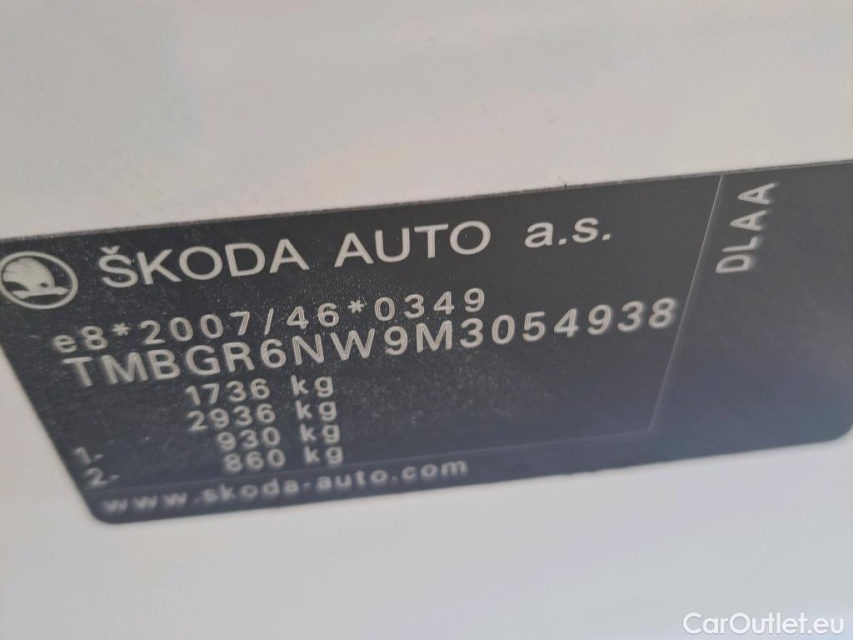 ŠKODA AUTO a.s.
e8*2007/46*0349
TMBGR6NW9M3054938
1736 kg
2936 kg
1- 930 kg
2- 860 kg
www.skoda-auto.com
DLAA
CarOutlet.eu